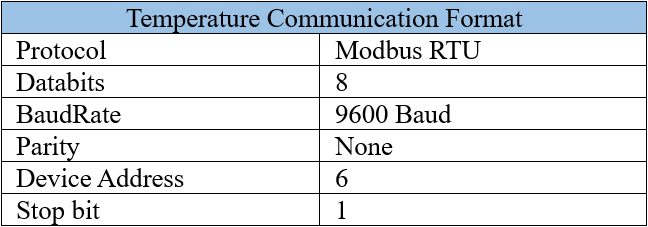 Temperature Communication Format
Protocol Modbus RTU
Databits 8
BaudRate 9600 Baud
Parity None
Device Address 6
Stop bit 1